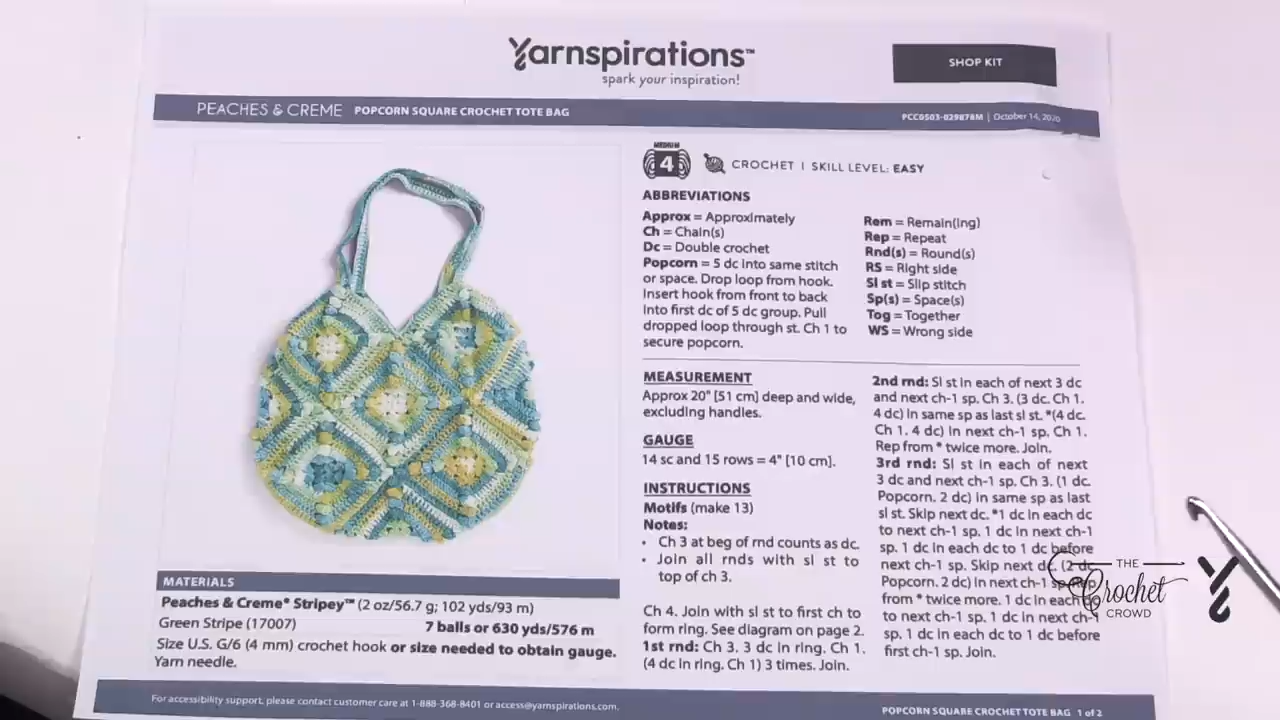 Yarnspirations™
spark your inspiration!
SHOP KIT
PEACHES & CREME POPCORN SQUARE CROCHET TOTE BAG
PCC0503-029878M | October 14, 2020
MEDIUM
4
CROCHET | SKILL LEVEL: EASY
ABBREVIATIONS
Approx = Approximately
Ch = Chain(s)
Dc = Double crochet
Popcorn = 5 dc into same stitch
or space. Drop loop from hook.
Insert hook from front to back
into first dc of 5 dc group. Pull
dropped loop through st. Ch 1 to
secure popcorn.
Rem = Remain(ing)
Rep = Repeat
Rnd(s) = Round(s)
RS = Right side
Sl st = Slip stitch
Sp(s) = Space(s)
Tog = Together
WS = Wrong side
MEASUREMENT
Approx 20" [51 cm] deep and wide,
excluding handles.
GAUGE
14 sc and 15 rows = 4" [10 cm].
INSTRUCTIONS
Motifs (make 13)
Notes:
• Ch 3 at beg of rnd counts as dc.
• Join all rnds with sl st to
top of ch 3.
Ch 4. Join with sl st to first ch to
form ring. See diagram on page 2.
1st rnd: Ch 3. 3 dc in ring. Ch 1.
(4 dc in ring. Ch 1) 3 times. Join.
2nd rnd: Sl st in each of next 3 dc
and next ch-1 sp. Ch 3. (3 dc. Ch 1.
4 dc) in same sp as last sl st. *(4 dc.
Ch 1. 4 dc) in next ch-1 sp. Ch 1.
Rep from * twice more. Join.
3rd rnd: Sl st in each of next
3 dc and next ch-1 sp. Ch 3. (1 dc.
Popcorn. 2 dc) in same sp as last
sl st. Skip next dc. *1 dc in each dc
to next ch-1 sp. 1 dc in next ch-1
sp. 1 dc in each dc to 1 dc before
next ch-1 sp. Skip next dc. (2 dc.
Popcorn. 2 dc) in next ch-1 sp. Rep
from * twice more. 1 dc in each dc
to next ch-1 sp. 1 dc in next ch-1
sp. 1 dc in each dc to 1 dc before
first ch-1 sp. Join.
MATERIALS
Peaches & Creme® Stripey™ (2 oz/56.7 g; 102 yds/93 m)
Green Stripe (17007) 7 balls or 630 yds/576 m
Size U.S. G/6 (4 mm) crochet hook or size needed to obtain gauge.
Yarn needle.
THE
Crochet
CROWD
For accessibility support, please contact customer care at 1-888-368-8401 or access@yarnspirations.com.
POPCORN SQUARE CROCHET TOTE BAG 1 of 2